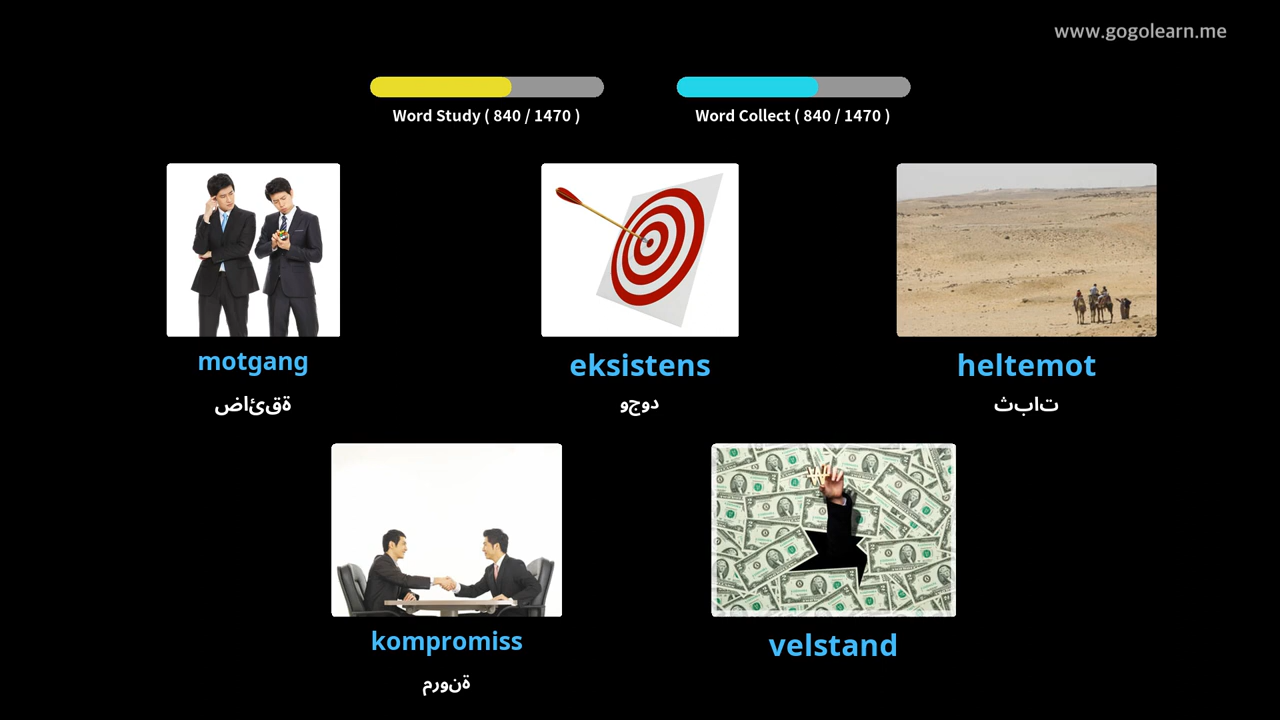 www.gogolearn.me
Word Study ( 840 / 1470 )
Word Collect ( 840 / 1470 )
motgang
ةقئاض
eksistens
دوجو
heltemot
تابث
kompromiss
ةنورم
velstand